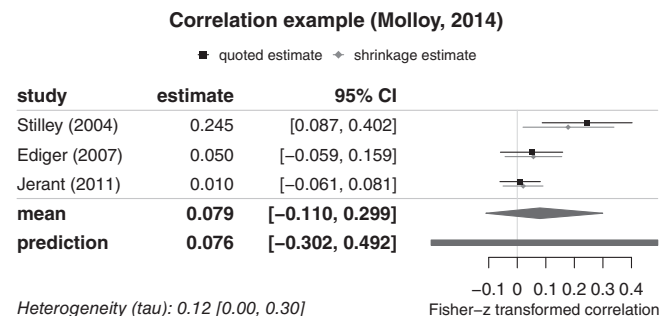 Correlation example (Molloy, 2014)
quoted estimate shrinkage estimate
study estimate 95% CI
Stilley (2004) 0.245 [0.087, 0.402]
Ediger (2007) 0.050 [−0.059, 0.159]
Jerant (2011) 0.010 [−0.061, 0.081]
mean 0.079 [−0.110, 0.299]
prediction 0.076 [−0.302, 0.492]
−0.1 0 0.1 0.2 0.3 0.4
Heterogeneity (tau): 0.12 [0.00, 0.30] Fisher−z transformed correlation